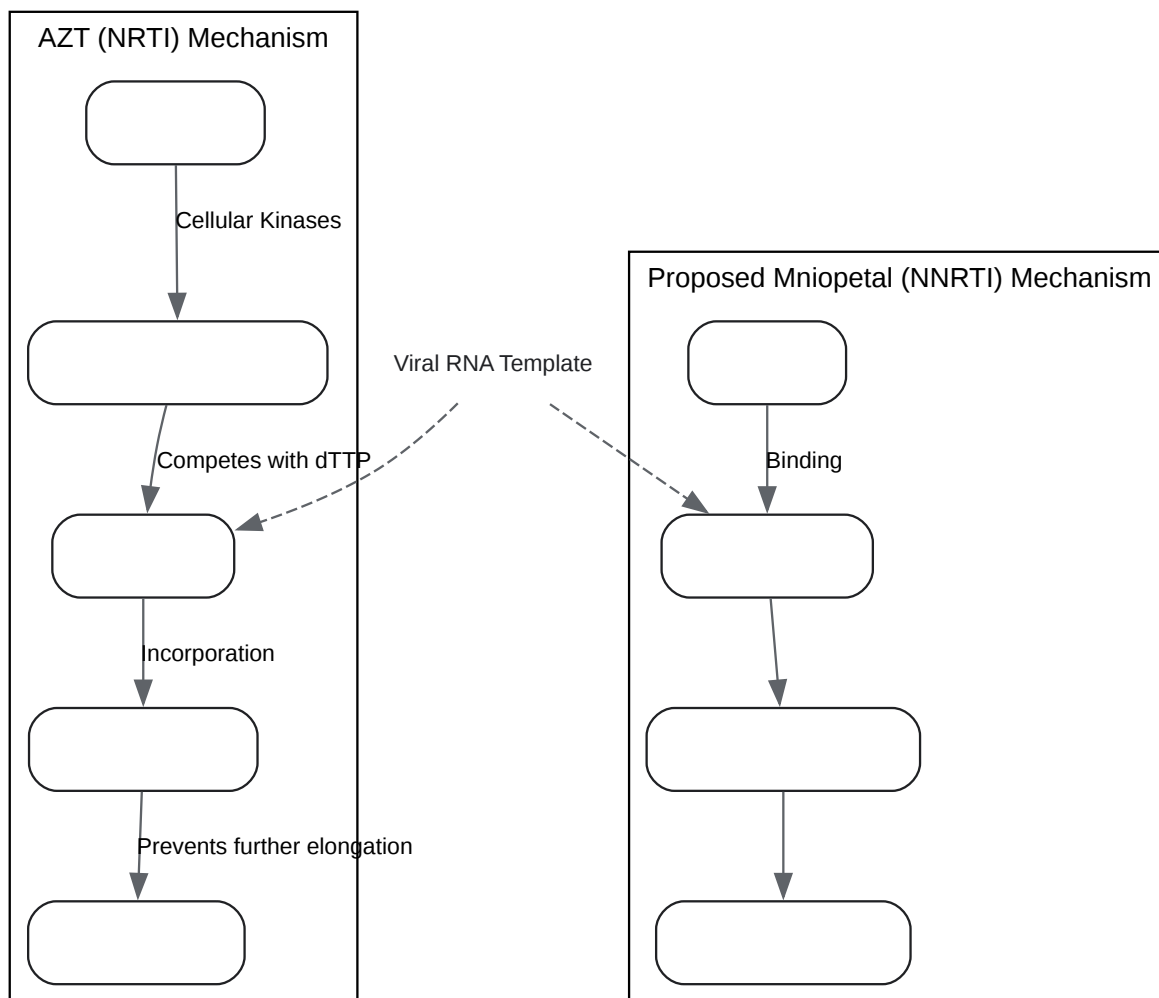 AZT (NRTI) Mechanism
Cellular Kinases
Proposed Mniopetal (NNRTI) Mechanism
Viral RNA Template
Competes with dTTP
Binding
Incorporation
Prevents further elongation